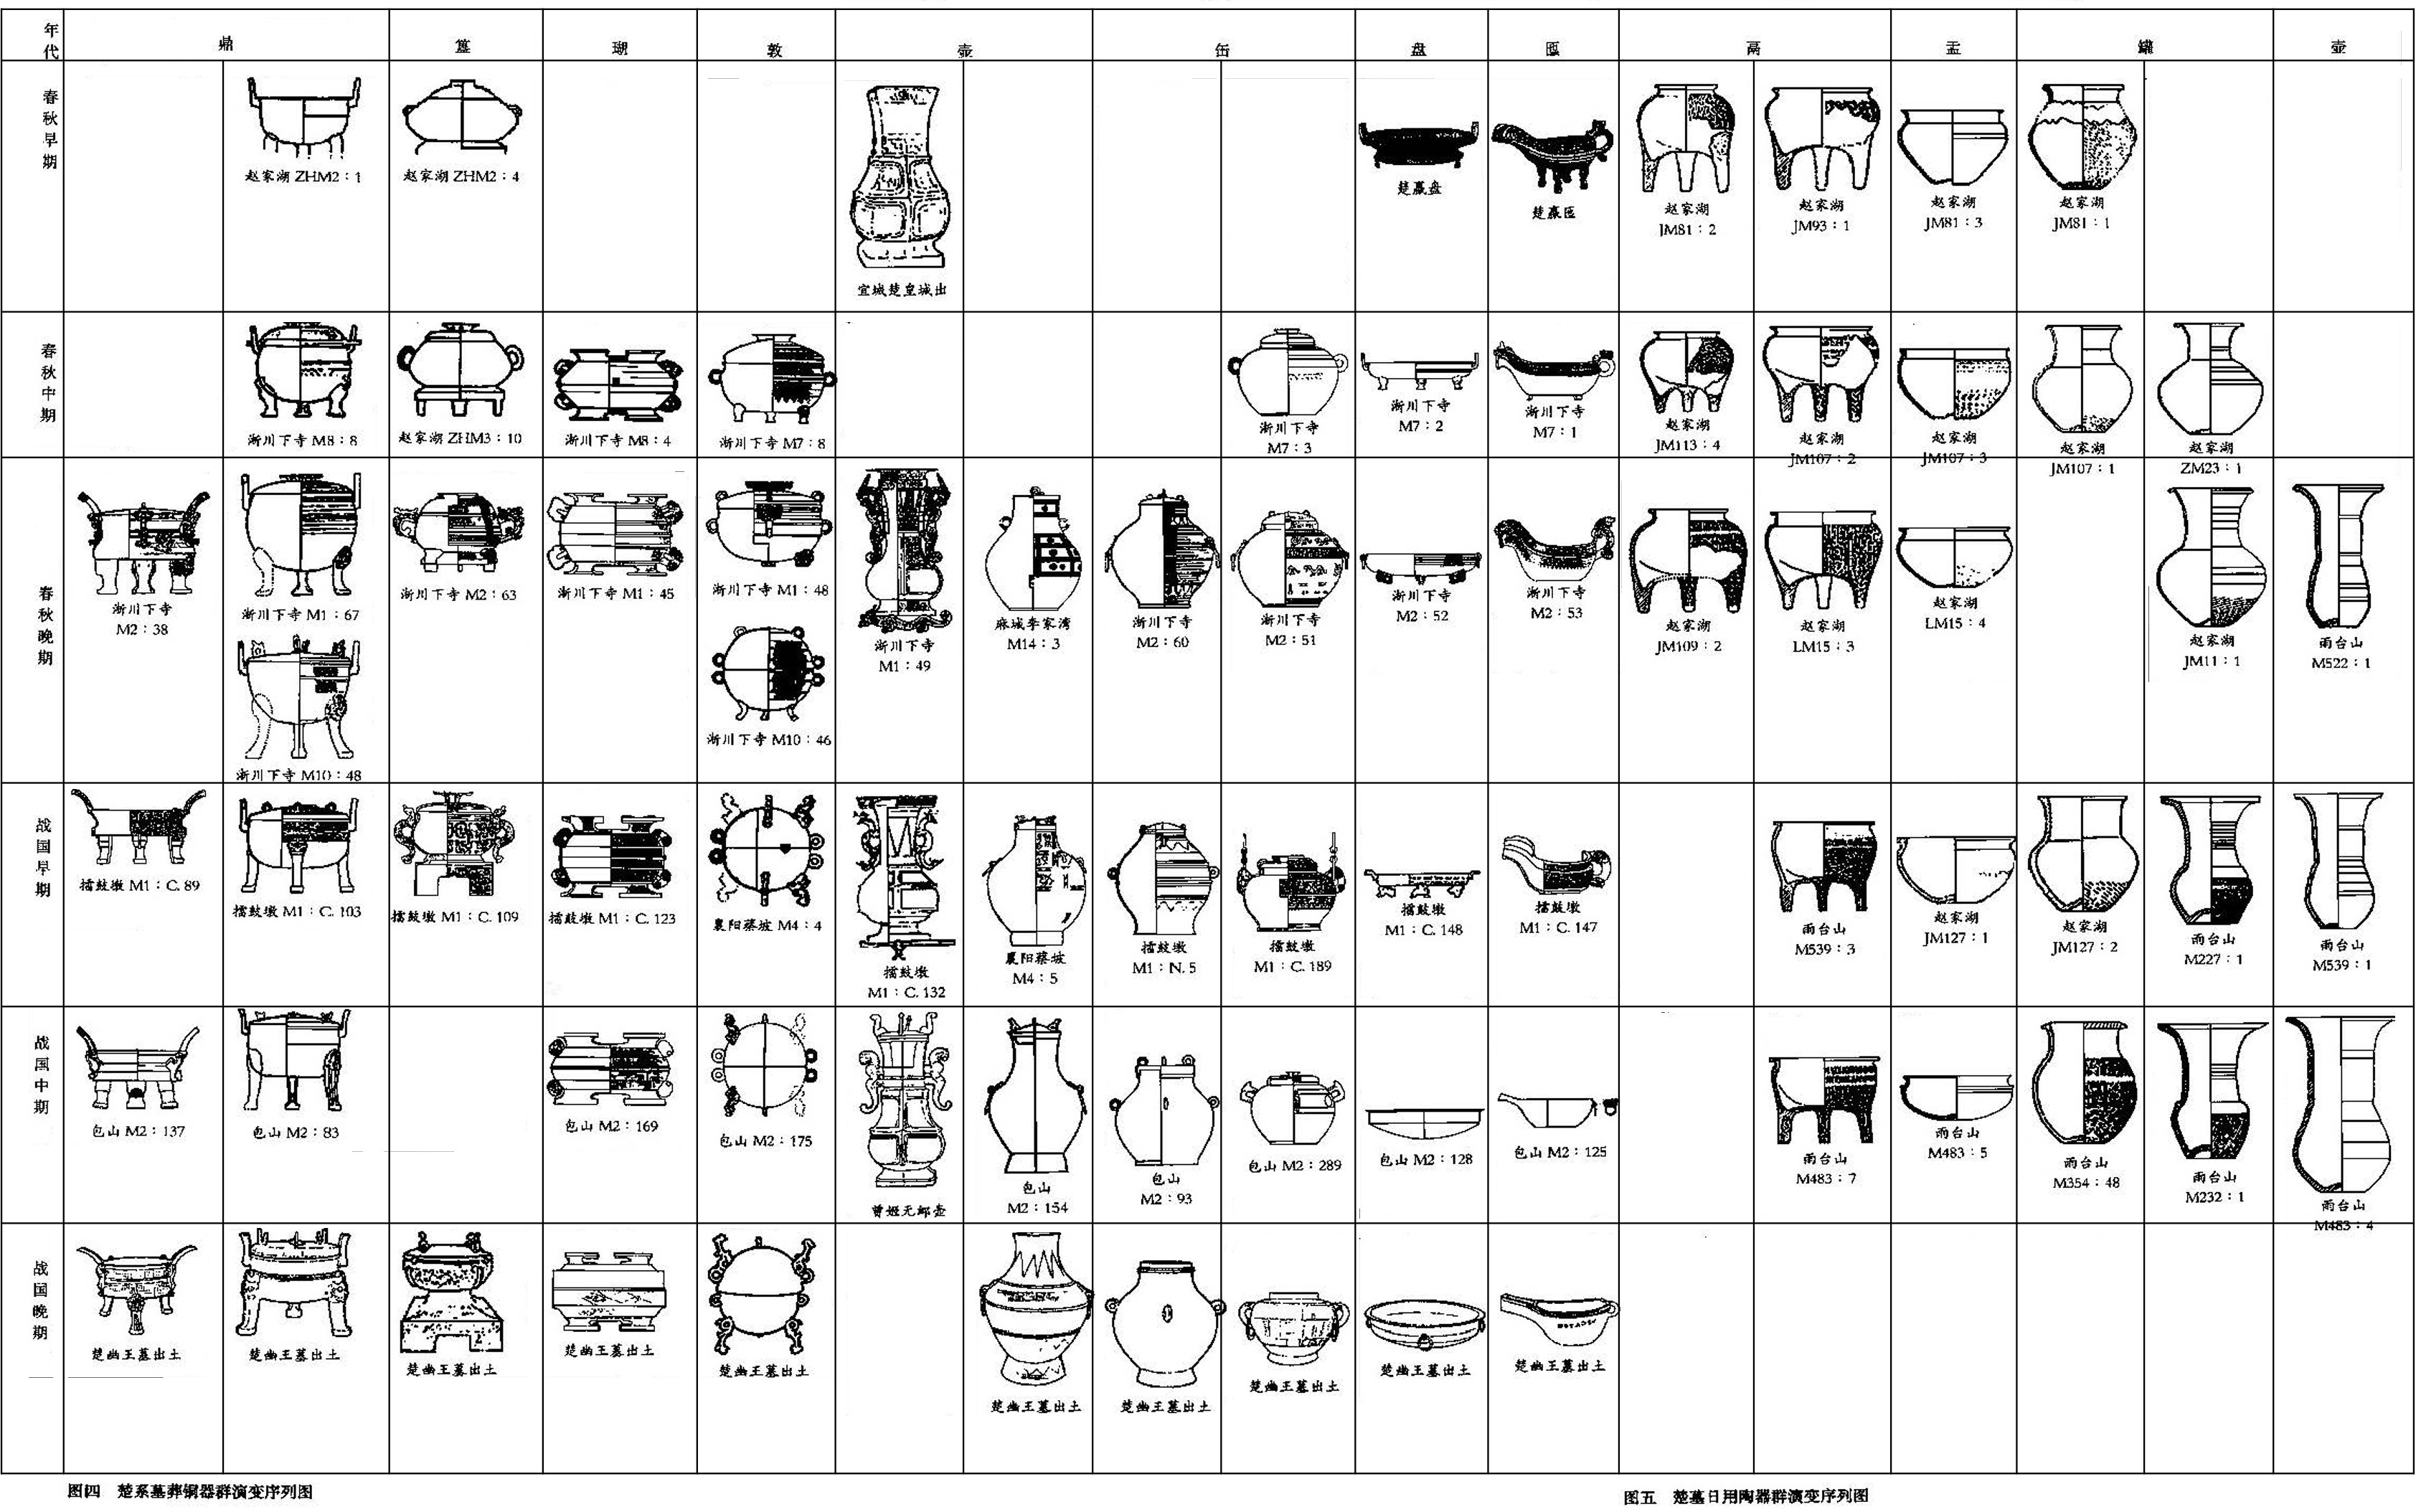 年代 鼎 簋 瑚 敦 壶 缶 盘 匜 鬲 盂 罐 壶
春秋早期
赵家湖 ZHM2：1
赵家湖 ZHM2：4
宜城楚皇城出
楚嬴盘
楚嬴匜
赵家湖
JM81：2
赵家湖
JM93：1
赵家湖
JM81：3
赵家湖
JM81：1
春秋中期
淅川下寺 M8：8
赵家湖 ZHM3：10
淅川下寺 M8：4
淅川下寺 M7：8
淅川下寺
M7：3
淅川下寺
M7：2
淅川下寺
M7：1
赵家湖
JM113：4
赵家湖
JM107：2
赵家湖
JM107：3
赵家湖
JM107：1
赵家湖
ZM23：1
春秋晚期
淅川下寺
M2：38
淅川下寺 M1：67
淅川下寺 M10：48
淅川下寺 M2：63
淅川下寺 M1：45
淅川下寺 M1：48
淅川下寺 M10：46
淅川下寺
M1：49
麻城李家湾
M14：3
淅川下寺
M2：60
淅川下寺
M2：51
淅川下寺
M2：52
淅川下寺
M2：53
赵家湖
JM109：2
赵家湖
LM15：3
赵家湖
LM15：4
赵家湖
JM11：1
雨台山
M522：1
战国早期
擂鼓墩 M1：C. 89
擂鼓墩 M1：C. 103
擂鼓墩 M1：C. 109
擂鼓墩 M1：C. 123
襄阳蔡坡 M4：4
擂鼓墩
M1：C. 132
襄阳蔡坡
M4：5
擂鼓墩
M1：N. 5
擂鼓墩
M1：C. 189
擂鼓墩
M1：C. 148
擂鼓墩
M1：C. 147
雨台山
M539：3
赵家湖
JM127：1
赵家湖
JM127：2
雨台山
M227：1
雨台山
M539：1
战国中期
包山 M2：137
包山 M2：83
包山 M2：169
包山 M2：175
曾姬无卹壶
包山
M2：154
包山
M2：93
包山 M2：289
包山 M2：128
包山 M2：125
雨台山
M483：7
雨台山
M483：5
雨台山
M354：48
雨台山
M232：1
雨台山
M483：4
战国晚期
楚幽王墓出土
楚幽王墓出土
楚幽王墓出土
楚幽王墓出土
楚幽王墓出土
楚幽王墓出土
楚幽王墓出土
楚幽王墓出土
楚幽王墓出土
楚幽王墓出土
图四 楚系墓葬铜器群演变序列图
图五 楚墓日用陶器群演变序列图